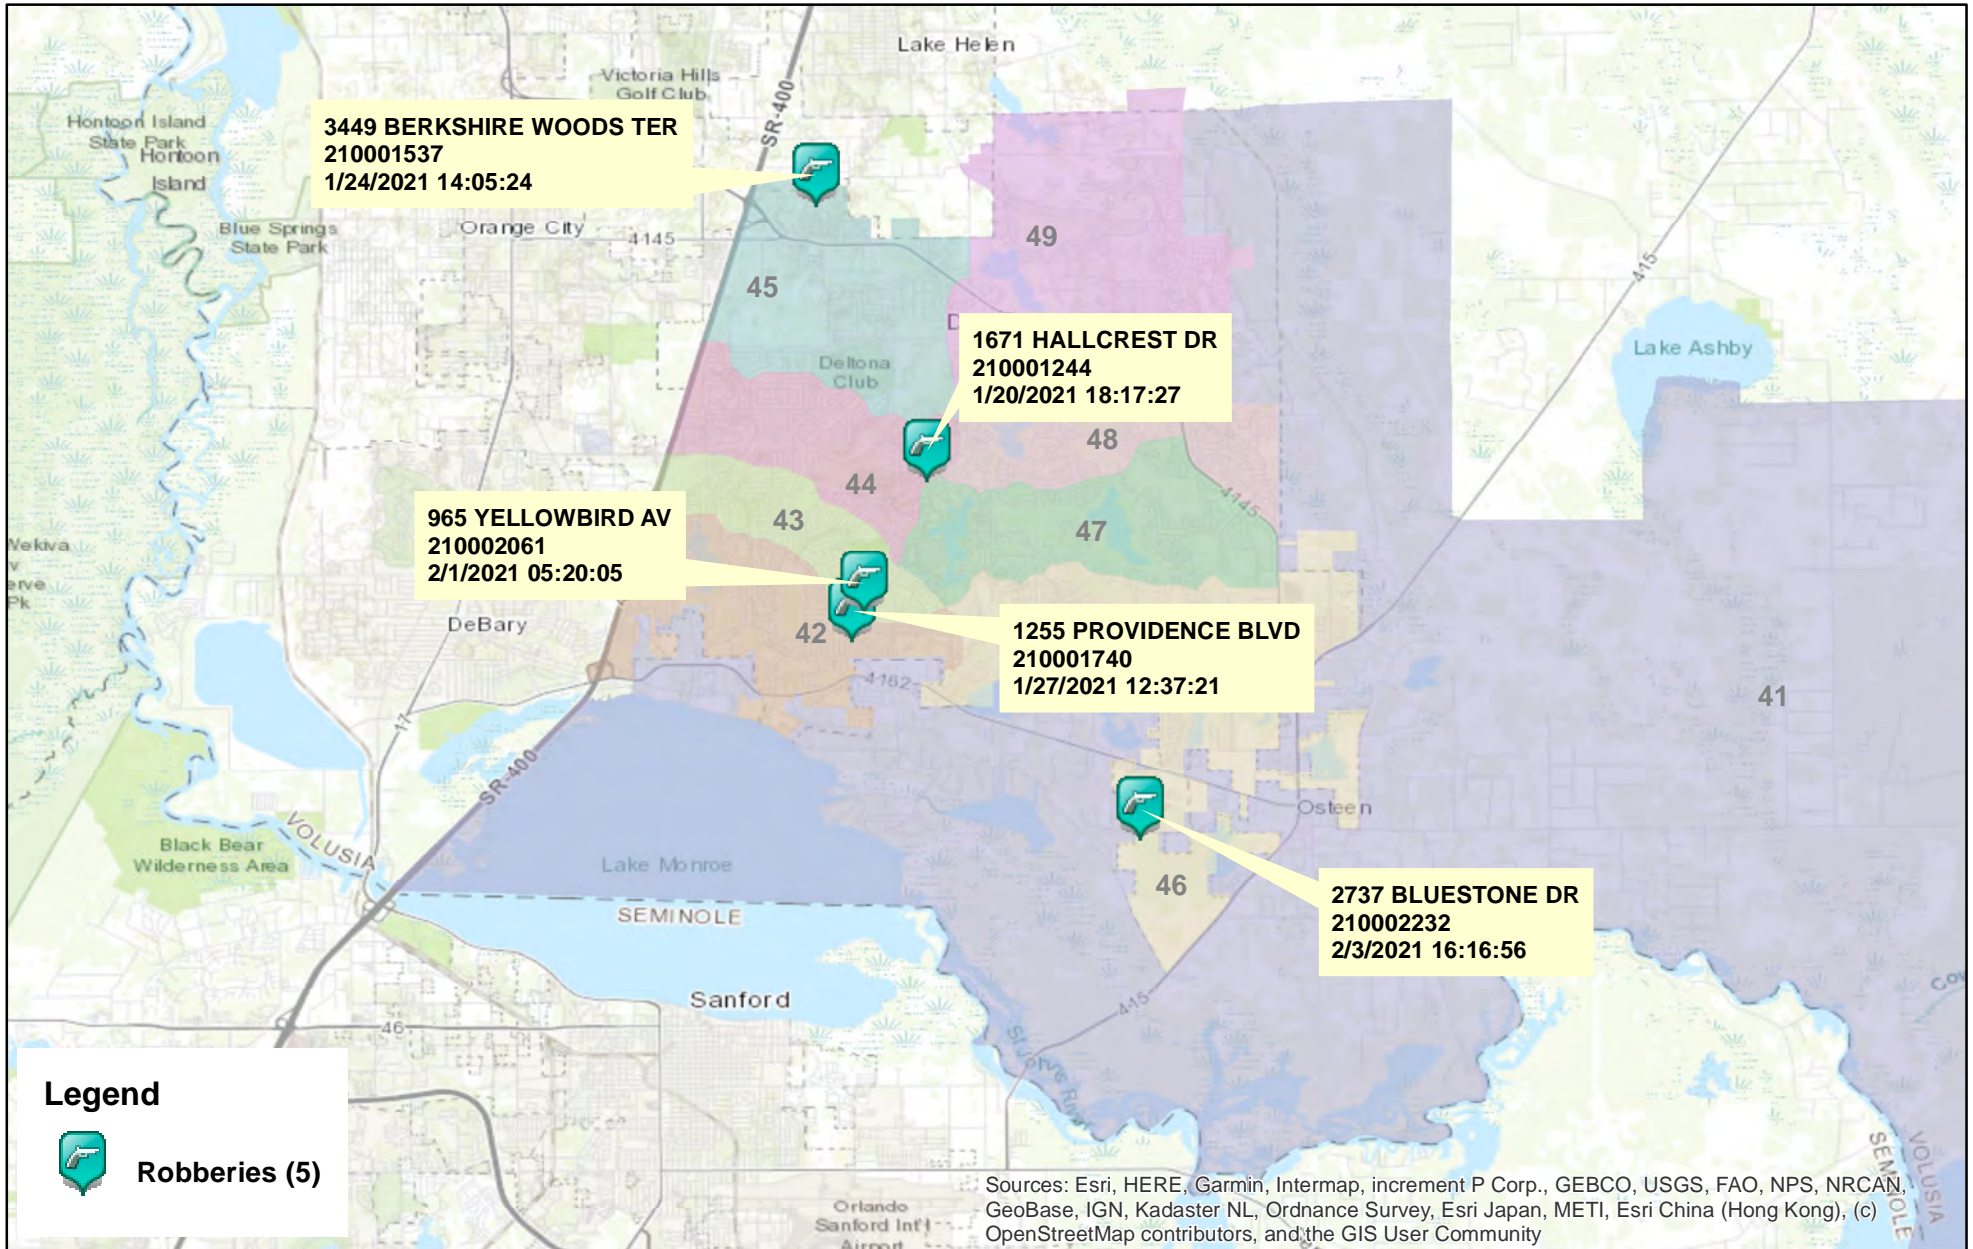 Lake Helen
Victoria Hills
Golf Club
SR-400
Hontoon Island
State Park
Hontoon
Island
3449 BERKSHIRE WOODS TER
210001537
1/24/2021 14:05:24
Blue Springs
State Park
Orange City
4145
49
45
415
1671 HALLCREST DR
210001244
1/20/2021 18:17:27
Lake Ashby
Deltona
Club
48
44
4145
43
47
965 YELLOWBIRD AV
210002061
2/1/2021 05:20:05
DeBary
42
1255 PROVIDENCE BLVD
210001740
1/27/2021 12:37:21
4162
41
17
SR-400
Osteen
VOLUSIA
Black Bear
Wilderness Area
Lake Monroe
46
SEMINOLE
2737 BLUESTONE DR
210002232
2/3/2021 16:16:56
Sanford
415
46
St Johns River
Legend
Robberies (5)
SEMINOLE
VOLUSIA
Orlando
Sanford Int'l
Airport
Sources: Esri, HERE, Garmin, Intermap, increment P Corp., GEBCO, USGS, FAO, NPS, NRCAN,
GeoBase, IGN, Kadaster NL, Ordnance Survey, Esri Japan, METI, Esri China (Hong Kong), (c)
OpenStreetMap contributors, and the GIS User Community